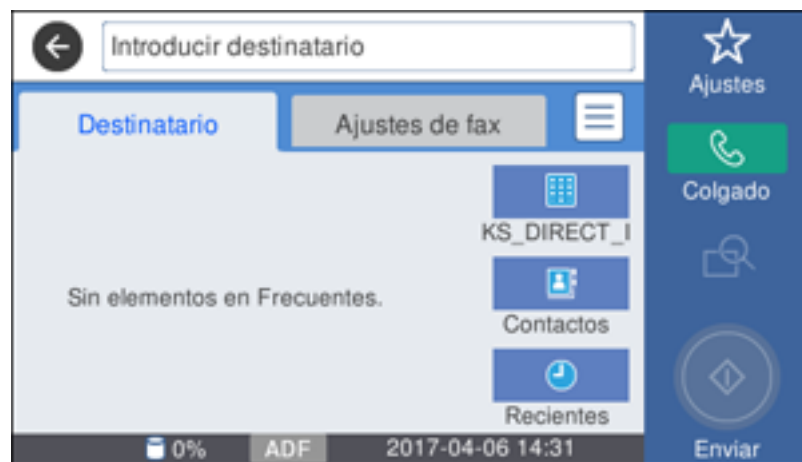 Introducir destinatario
Ajustes
Destinatario
Ajustes de fax
Colgado
KS_DIRECT_I
Sin elementos en Frecuentes.
Contactos
Recientes
0%
ADF
2017-04-06 14:31
Enviar